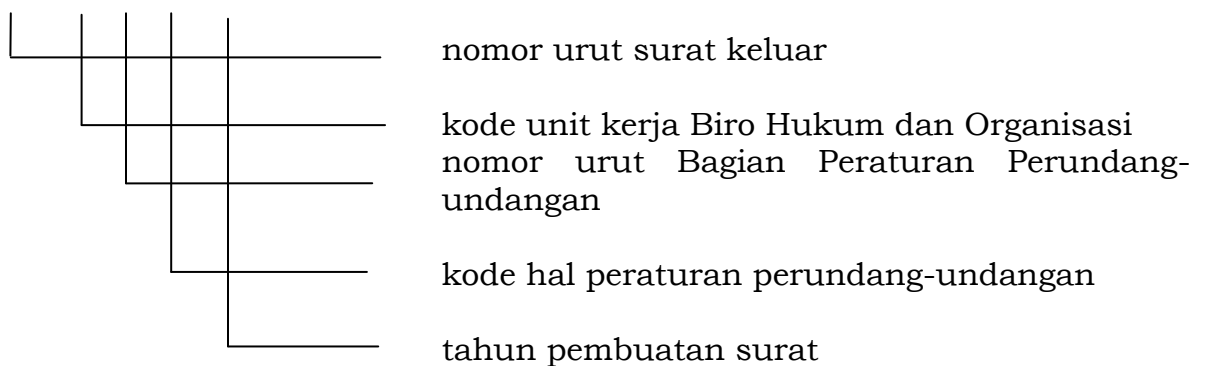 nomor urut surat keluar
kode unit kerja Biro Hukum dan Organisasi
nomor urut Bagian Peraturan Perundang-
undangan
kode hal peraturan perundang-undangan
tahun pembuatan surat